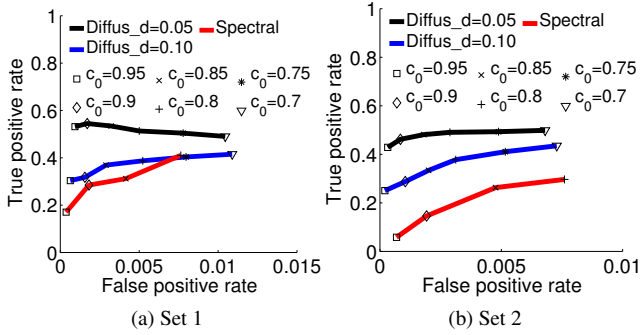 Diffus_d=0.05 Spectral
Diffus_d=0.10
c0=0.95 c0=0.85 c0=0.75
c0=0.9 c0=0.8 c0=0.7
True positive rate
1
0.8
0.6
0.4
0.2
0
0 0.005 0.01 0.015
False positive rate
(a) Set 1
Diffus_d=0.05 Spectral
Diffus_d=0.10
c0=0.95 c0=0.85 c0=0.75
c0=0.9 c0=0.8 c0=0.7
True positive rate
1
0.8
0.6
0.4
0.2
0
0 0.005 0.01
False positive rate
(b) Set 2